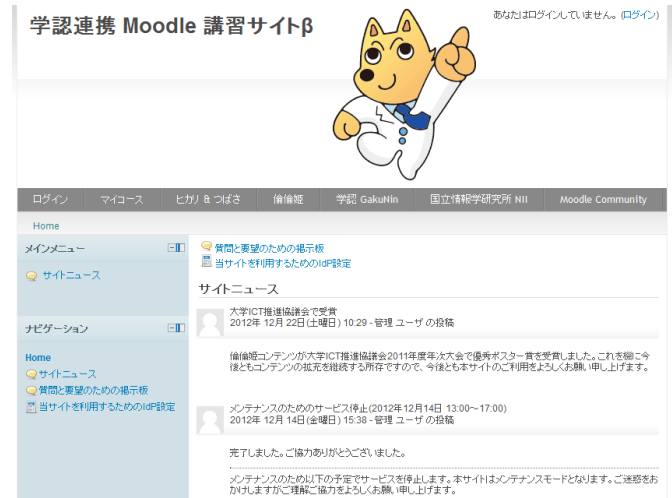 学認連携 Moodle 講習サイトβ
あなたはログインしていません。(ログイン)
ログイン マイコース ヒカリ & つばさ 倫倫姫 学認 GakuNin 国立情報学研究所 NII Moodle Community
Home
メインメニュー
サイトニュース
ナビゲーション
Home
サイトニュース
質問と要望のための掲示板
当サイトを利用するためのIdP設定
質問と要望のための掲示板
当サイトを利用するためのIdP設定
サイトニュース
大学ICT推進協議会で受賞
2012年 12月 22日(土曜日) 10:29 - 管理 ユーザ の投稿
倫倫姫コンテンツが大学ICT推進協議会2011年度年次大会で優秀ポスター賞を受賞しました。これを機に今
後ともコンテンツの拡充を継続する所存ですので、今後とも本サイトのご利用をよろしくお願い申し上げます。
メンテナンスのためのサービス停止(2012年12月14日 13:00～17:00)
2012年 12月 14日(金曜日) 15:38 - 管理 ユーザ の投稿
完了しました。ご協力ありがとうございました。
メンテナンスのため以下の予定でサービスを停止します。本サイトはメンテナンスモードとなります。ご迷惑をお
かけしますがご理解ご協力をよろしくお願い申し上げます。